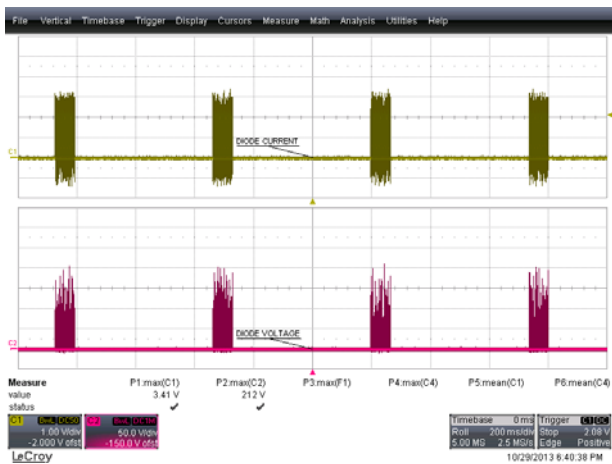 File Vertical Timebase Trigger Display Cursors Measure Math Analysis Utilities Help
C1
DIODE CURRENT
C2
DIODE VOLTAGE
Measure P1:max(C1) P2:max(C2) P3:max(F1) P4:max(C4) P5:mean(C1) P6:mean(C4)
value 3.41 V 212 V
status
C1 DC50 C2 Timebase 0 ms Trigger C1 DC
1.00 V/div 50.0 V/div Roll 200 ms/div Stop 2.08 V
-2.000 V ofst -150.0 V ofst 5.00 MS 2.5 MS/s Edge Positive
LeCroy 10/29/2013 6:40:38 PM